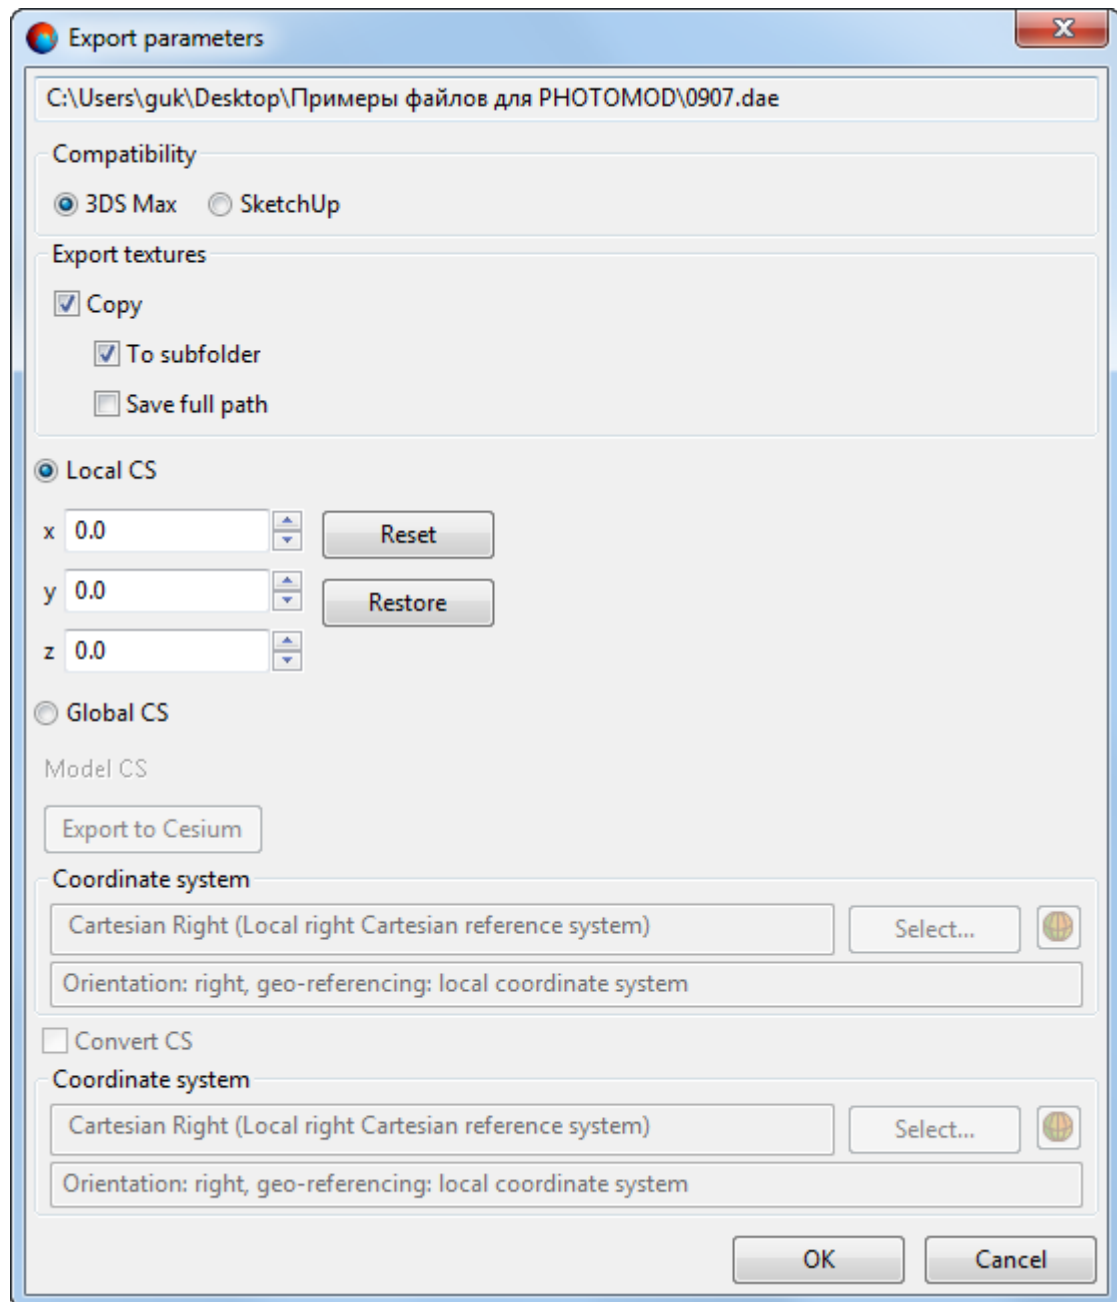 Export parameters
C:\Users\guk\Desktop\Примеры файлов для PHOTOMOD\0907.dae
Compatibility
3DS Max SketchUp
Export textures
Copy
To subfolder
Save full path
Local CS
x 0.0 Reset
y 0.0 Restore
z 0.0
Global CS
Model CS
Export to Cesium
Coordinate system
Cartesian Right (Local right Cartesian reference system) Select...
Orientation: right, geo-referencing: local coordinate system
Convert CS
Coordinate system
Cartesian Right (Local right Cartesian reference system) Select...
Orientation: right, geo-referencing: local coordinate system
OK Cancel